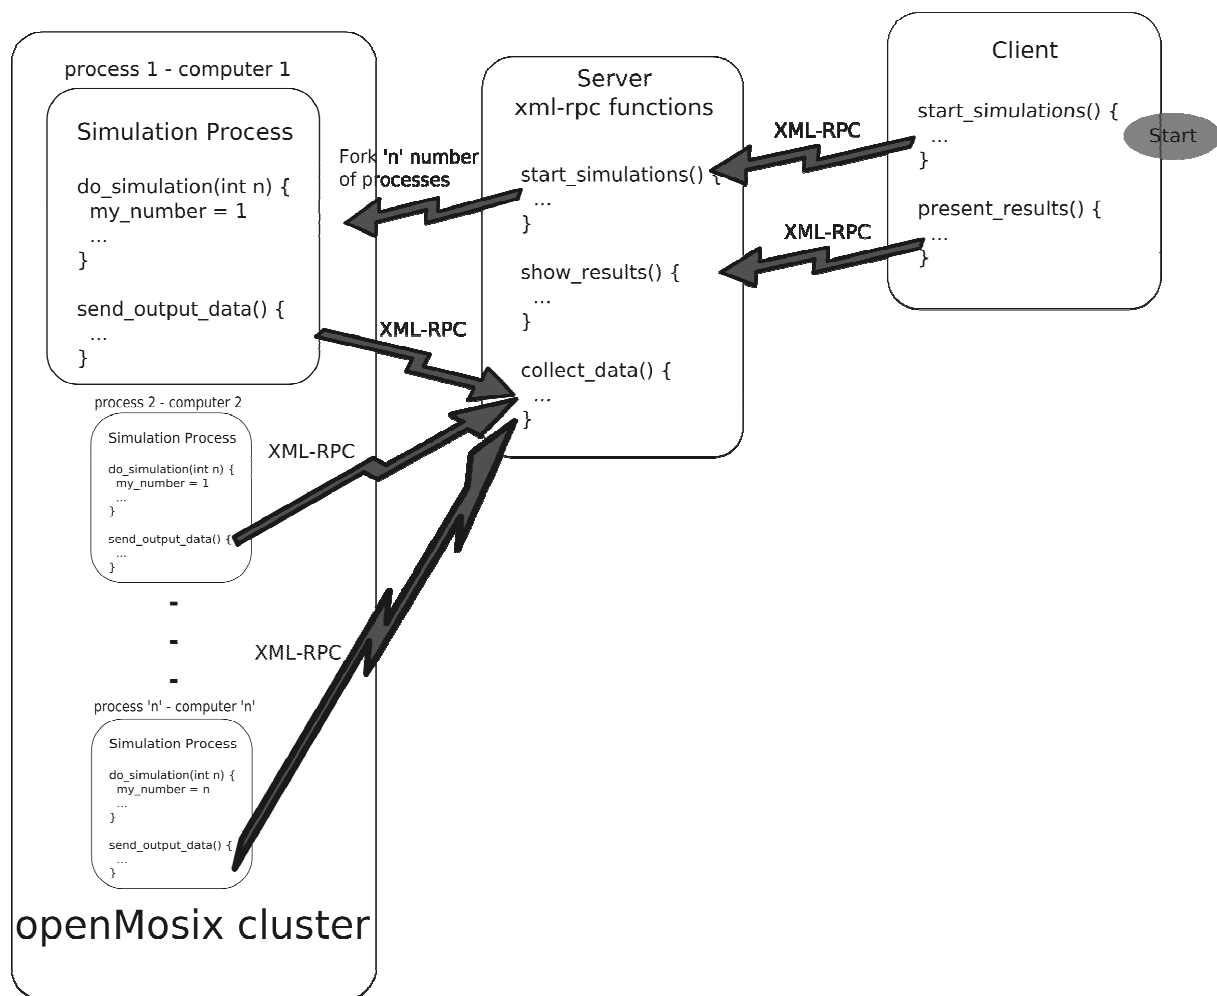 process 1 - computer 1
Simulation Process
do_simulation(int n) {
my_number = 1
...
}
send_output_data() {
...
}
process 2 - computer 2
Simulation Process
do_simulation(int n) {
my_number = 1
...
}
send_output_data() {
...
}
-
-
-
process 'n' - computer 'n'
Simulation Process
do_simulation(int n) {
my_number = n
...
}
send_output_data() {
...
}
openMosix cluster
Fork 'n' number
of processes
XML-RPC
XML-RPC
XML-RPC
Server
xml-rpc functions
start_simulations() {
...
}
show_results() {
...
}
collect_data() {
...
}
XML-RPC
XML-RPC
Client
start_simulations() {
...
}
present_results() {
...
}
Start